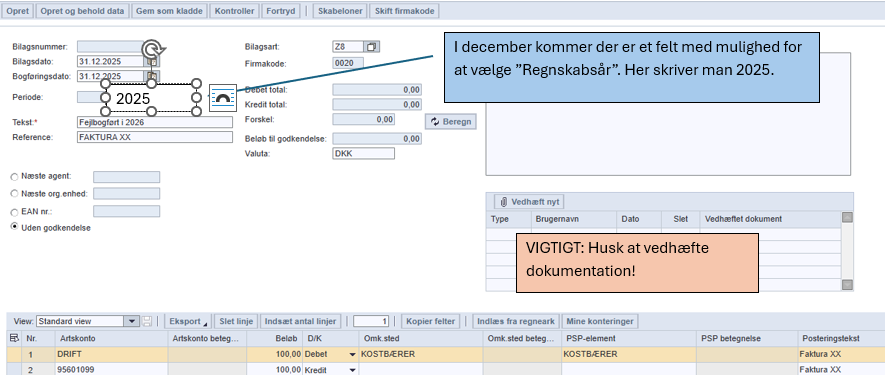 Opret Opret og behold data Gem som kladde Kontroller Fortryd Skabeloner Skift firmakode
Bilagsnummer:
Bilagsdato: 31.12.2025
Bogføringsdato: 31.12.2025
Periode: 2025
Tekst:* Fejlbogført i 2026
Reference: FAKTURA XX
Bilagsart: Z8
Firmakode: 0020
Debet total: 0,00
Kredit total: 0,00
Forskel: 0,00
Beregn
Beløb til godkendelse: 0,00
Valuta: DKK
I december kommer der er et felt med mulighed for
at vælge ”Regnskabsår”. Her skriver man 2025.
Næste agent:
Næste org.enhed:
EAN nr.:
Uden godkendelse
Vedhæft nyt
Type Brugernavn Dato Slet Vedhæftet dokument
VIGTIGT: Husk at vedhæfte
dokumentation!
View: Standard view Eksport Slet linje Indsæt antal linjer 1 Kopier felter Indlæs fra regneark Mine konteringer
Nr. Artskonto Artskonto beteg... Beløb D/K Omk.sted Omk.sted beteg... PSP-element PSP betegnelse Posteringstekst
1 DRIFT 100,00 Debet KOSTBÆRER KOSTBÆRER Faktura XX
2 95601099 100,00 Kredit Faktura XX